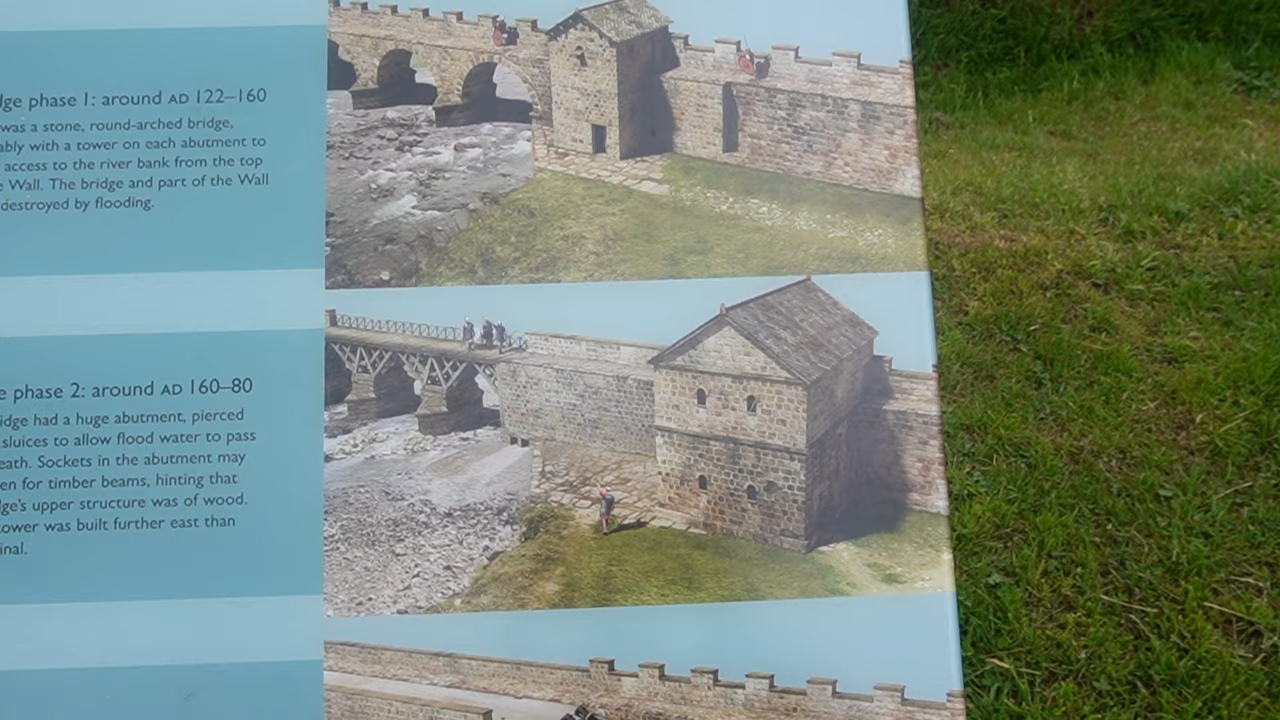 dge phase 1: around AD 122–160
was a stone, round-arched bridge,
ably with a tower on each abutment to
access to the river bank from the top
e Wall. The bridge and part of the Wall
destroyed by flooding.
e phase 2: around AD 160–80
idge had a huge abutment, pierced
sluices to allow flood water to pass
eath. Sockets in the abutment may
en for timber beams, hinting that
dge's upper structure was of wood.
tower was built further east than
inal.